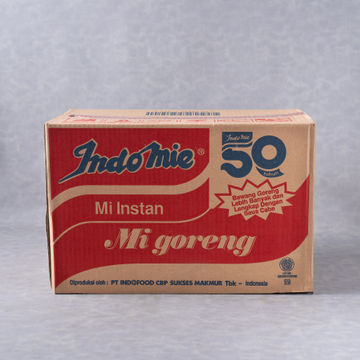 Indomie®
Indomie
50
tahun
Mi Instan
Bawang Goreng
Lebih Banyak dan
Lengkap Dengan
Saus Cabe
Mi goreng
Diproduksi oleh : PT INDOFOOD CBP SUKSES MAKMUR Tbk - Indonesia